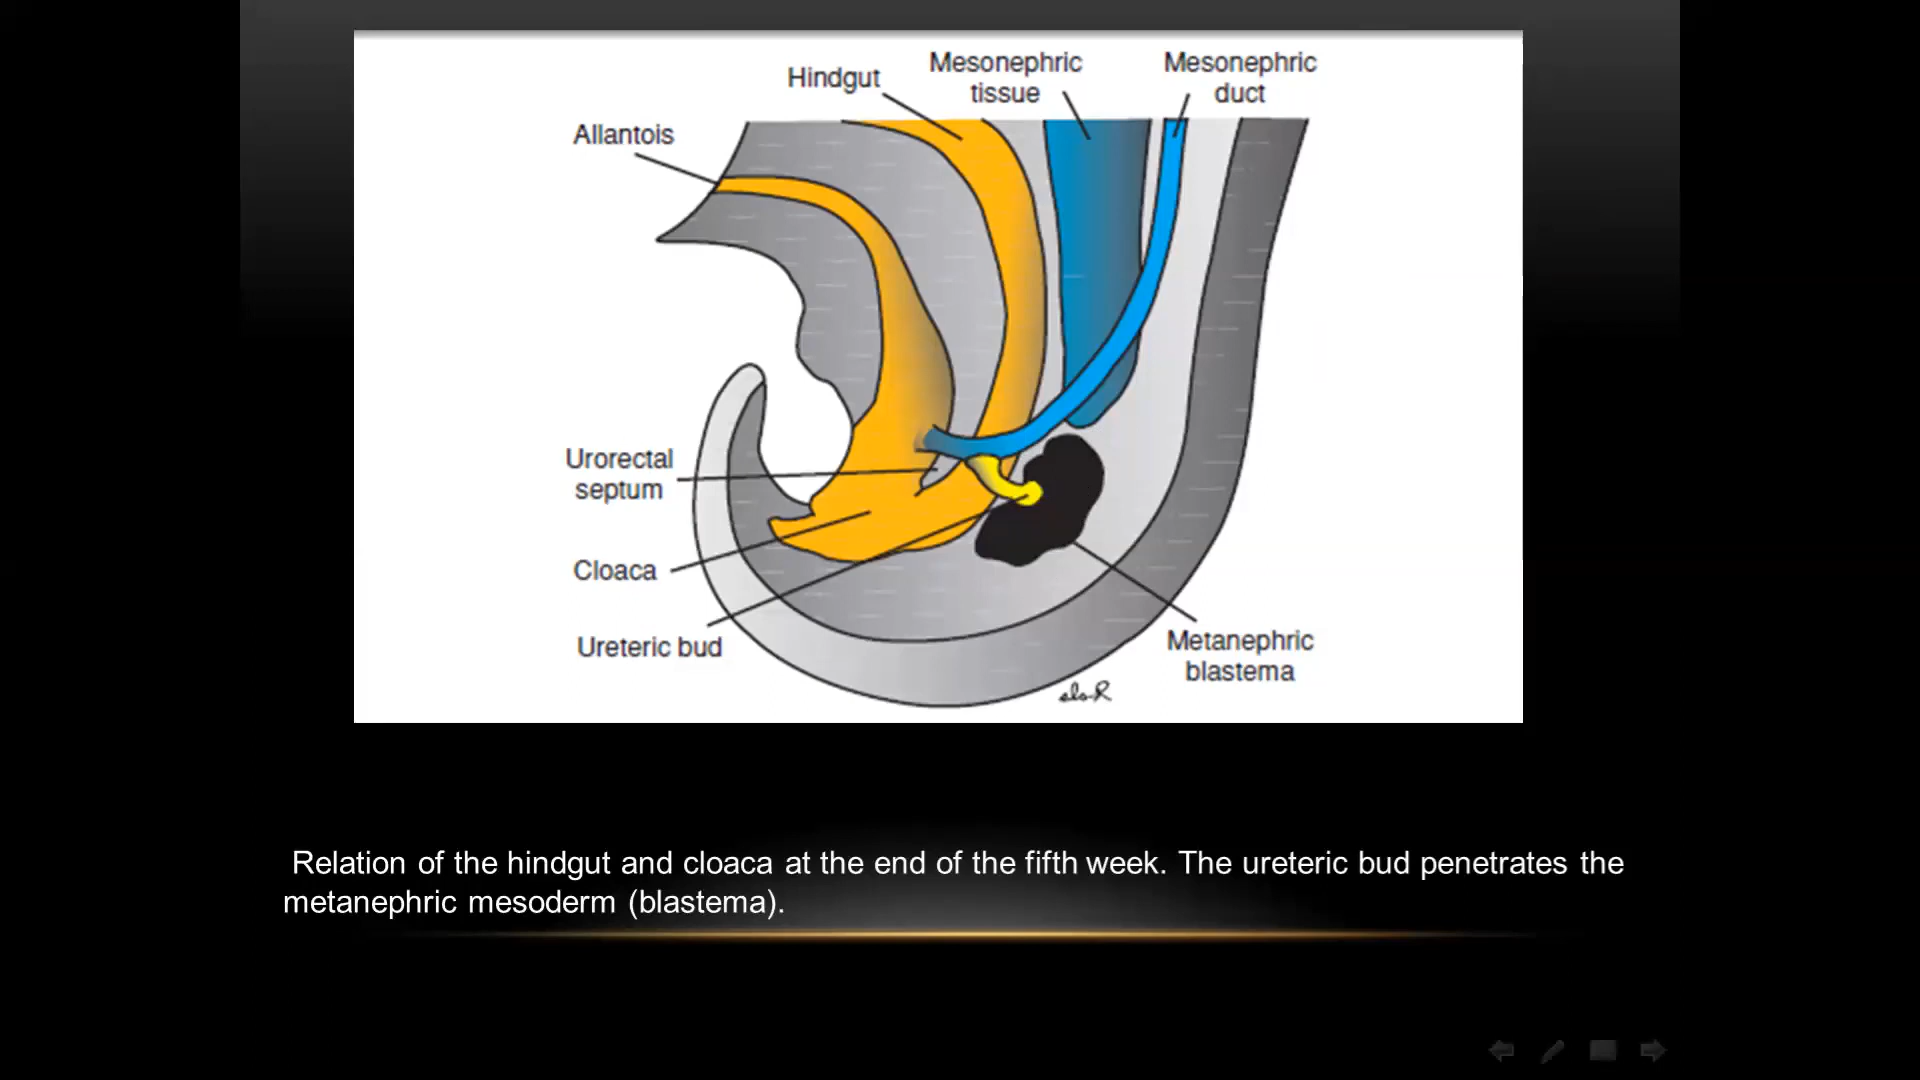 Hindgut
Mesonephric
tissue
Mesonephric
duct
Allantois
Urorectal
septum
Cloaca
Ureteric bud
Metanephric
blastema
Relation of the hindgut and cloaca at the end of the fifth week. The ureteric bud penetrates the
metanephric mesoderm (blastema).